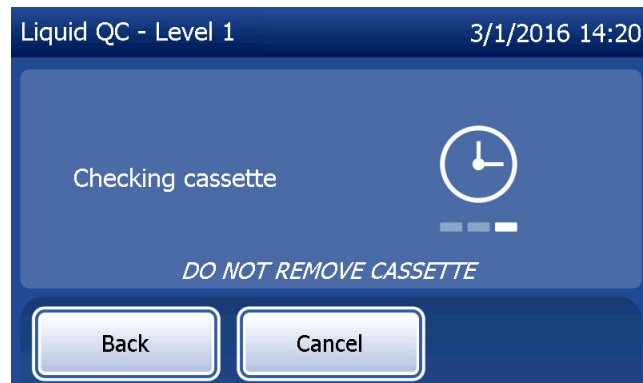 Liquid QC - Level 1
3/1/2016 14:20
Checking cassette
DO NOT REMOVE CASSETTE
Back
Cancel